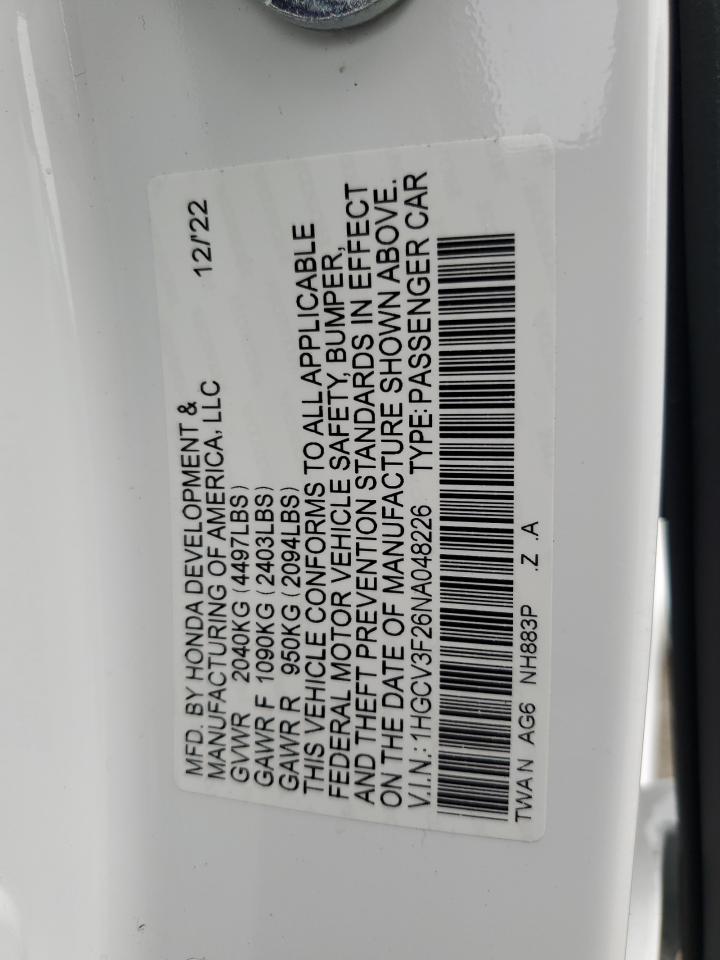 MFD. BY HONDA DEVELOPMENT &
MANUFACTURING OF AMERICA, LLC 12/'22
GVWR 2040KG (4497LBS)
GAWR F 1090KG (2403LBS)
GAWR R 950KG (2094LBS)
THIS VEHICLE CONFORMS TO ALL APPLICABLE
FEDERAL MOTOR VEHICLE SAFETY, BUMPER,
AND THEFT PREVENTION STANDARDS IN EFFECT
ON THE DATE OF MANUFACTURE SHOWN ABOVE.
V.I.N.: 1HGCV3F26NA048226 TYPE: PASSENGER CAR
TWA N AG6 NH883P .Z .A